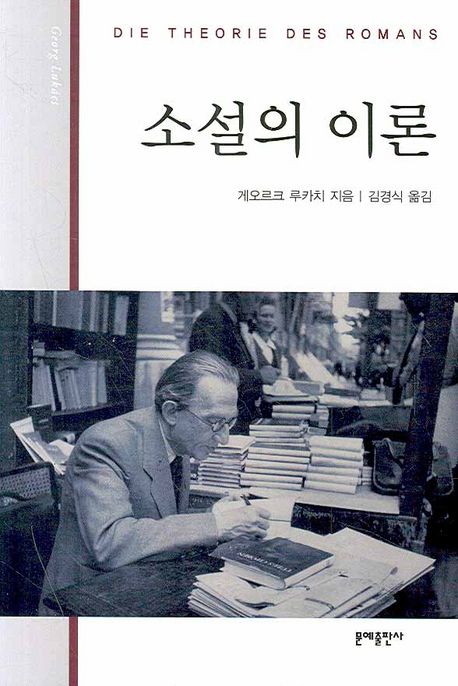 DIE THEORIE DES ROMANS
Georg Lukács
소설의 이론
게오르크 루카치 지음 | 김경식 옮김
문예출판사